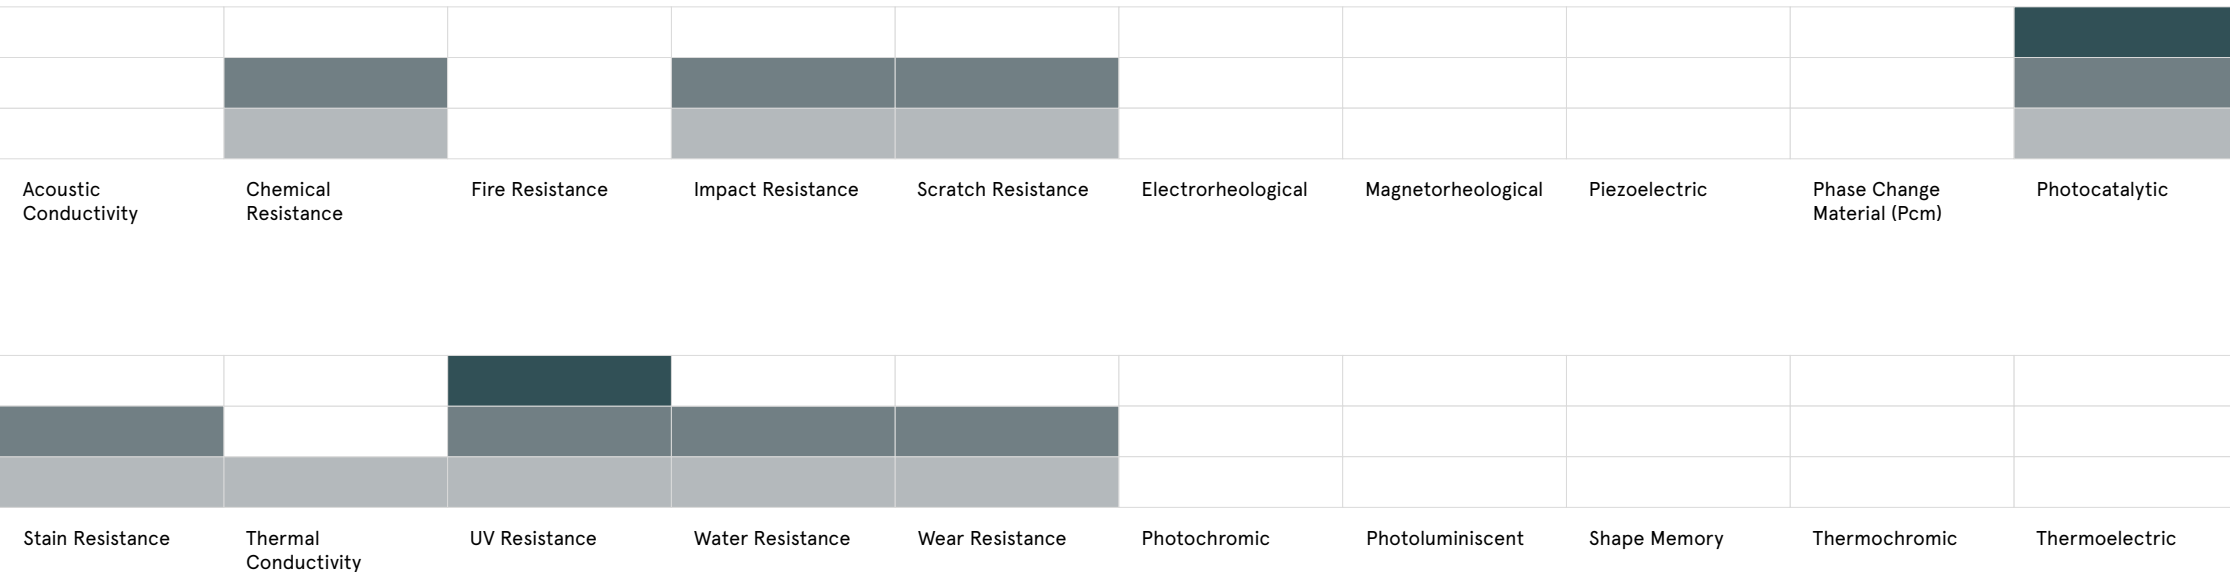 Acoustic
Conductivity
Chemical
Resistance
Fire Resistance
Impact Resistance
Scratch Resistance
Electrorheological
Magnetorheological
Piezoelectric
Phase Change
Material (Pcm)
Photocatalytic
Stain Resistance
Thermal
Conductivity
UV Resistance
Water Resistance
Wear Resistance
Photochromic
Photoluminiscent
Shape Memory
Thermochromic
Thermoelectric